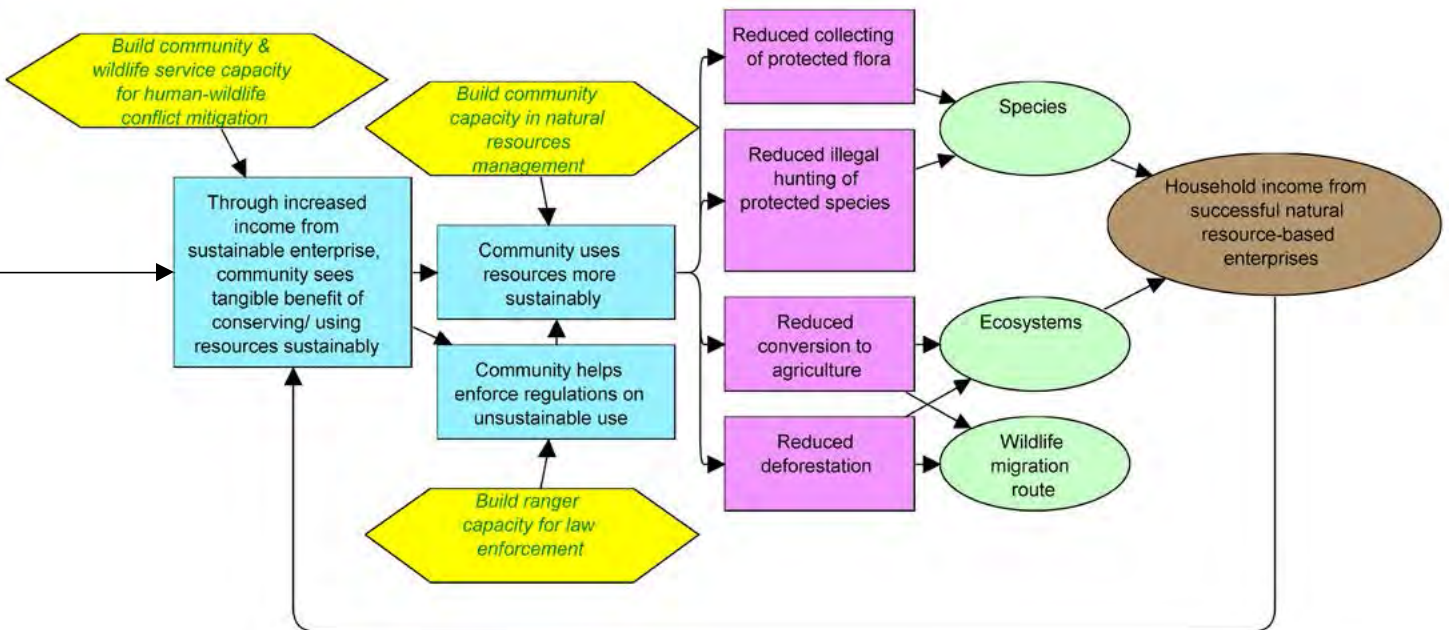 Build community &
wildlife service capacity
for human-wildlife
conflict mitigation
Build community
capacity in natural
resources
management
Reduced collecting
of protected flora
Species
Reduced illegal
hunting of
protected species
Household income from
successful natural
resource-based
enterprises
Through increased
income from
sustainable enterprise,
community sees
tangible benefit of
conserving/ using
resources sustainably
Community uses
resources more
sustainably
Reduced
conversion to
agriculture
Ecosystems
Community helps
enforce regulations on
unsustainable use
Reduced
deforestation
Wildlife
migration
route
Build ranger
capacity for law
enforcement